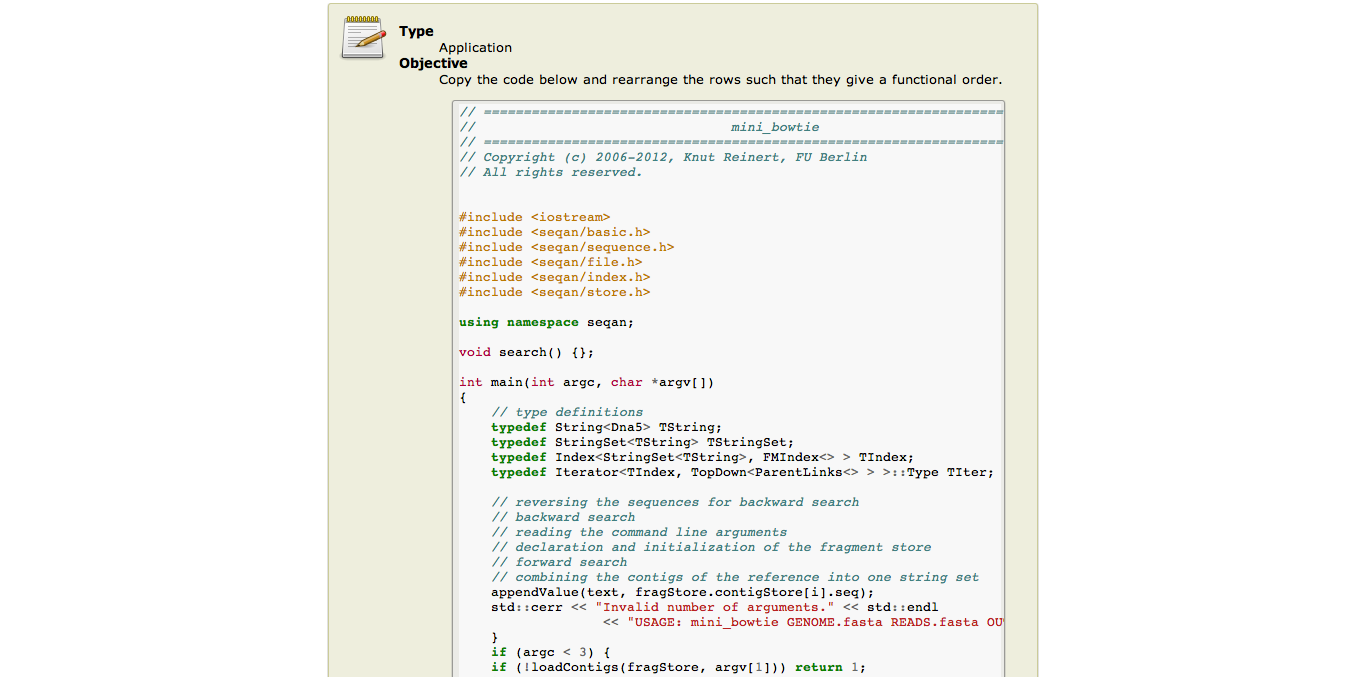 Type
Application
Objective
Copy the code below and rearrange the rows such that they give a functional order.
// =================================================================
// mini_bowtie
// =================================================================
// Copyright (c) 2006-2012, Knut Reinert, FU Berlin
// All rights reserved.
#include <iostream>
#include <seqan/basic.h>
#include <seqan/sequence.h>
#include <seqan/file.h>
#include <seqan/index.h>
#include <seqan/store.h>
using namespace seqan;
void search() {};
int main(int argc, char *argv[])
{
// type definitions
typedef String<Dna5> TString;
typedef StringSet<TString> TStringSet;
typedef Index<StringSet<TString>, FMIndex<> > TIndex;
typedef Iterator<TIndex, TopDown<ParentLinks<> > >::Type TIter;
// reversing the sequences for backward search
// backward search
// reading the command line arguments
// declaration and initialization of the fragment store
// forward search
// combining the contigs of the reference into one string set
appendValue(text, fragStore.contigStore[i].seq);
std::cerr << "Invalid number of arguments." << std::endl
<< "USAGE: mini_bowtie GENOME.fasta READS.fasta OU
}
if (argc < 3) {
if (!loadContigs(fragStore, argv[1])) return 1;